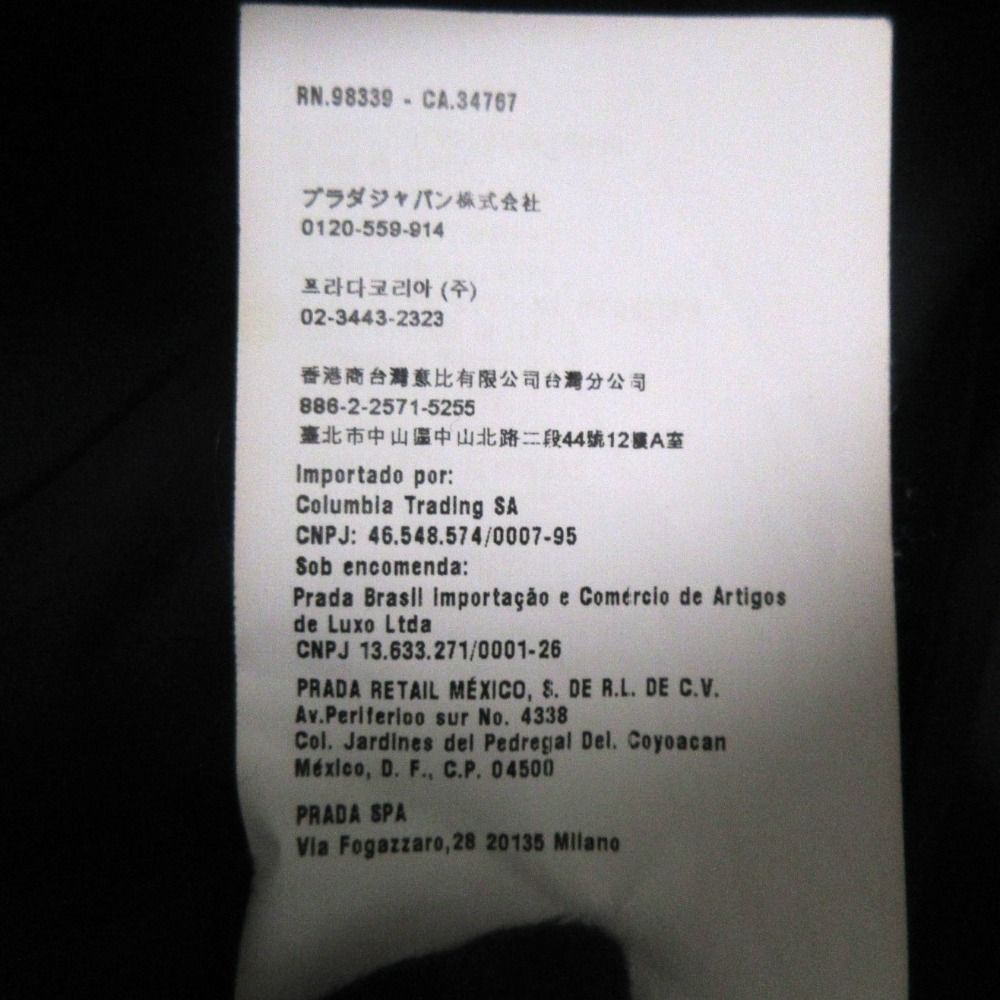 RN.98339 - CA.34767
プラダジャパン株式会社
0120-559-914
프라다코리아 (주)
02-3443-2323
香港商台灣意比有限公司台灣分公司
886-2-2571-5255
臺北市中山區中山北路二段44號12樓A室
Importado por:
Columbia Trading SA
CNPJ: 46.548.574/0007-95
Sob encomenda:
Prada Brasil Importação e Comércio de Artigos
de Luxo Ltda
CNPJ 13.633.271/0001-26
PRADA RETAIL MÉXICO, S. DE R.L. DE C.V.
Av.Periferico sur No. 4338
Col. Jardines del Pedregal Del. Coyoacan
México, D. F., C.P. 04500
PRADA SPA
Via Fogazzaro,28 20135 Milano